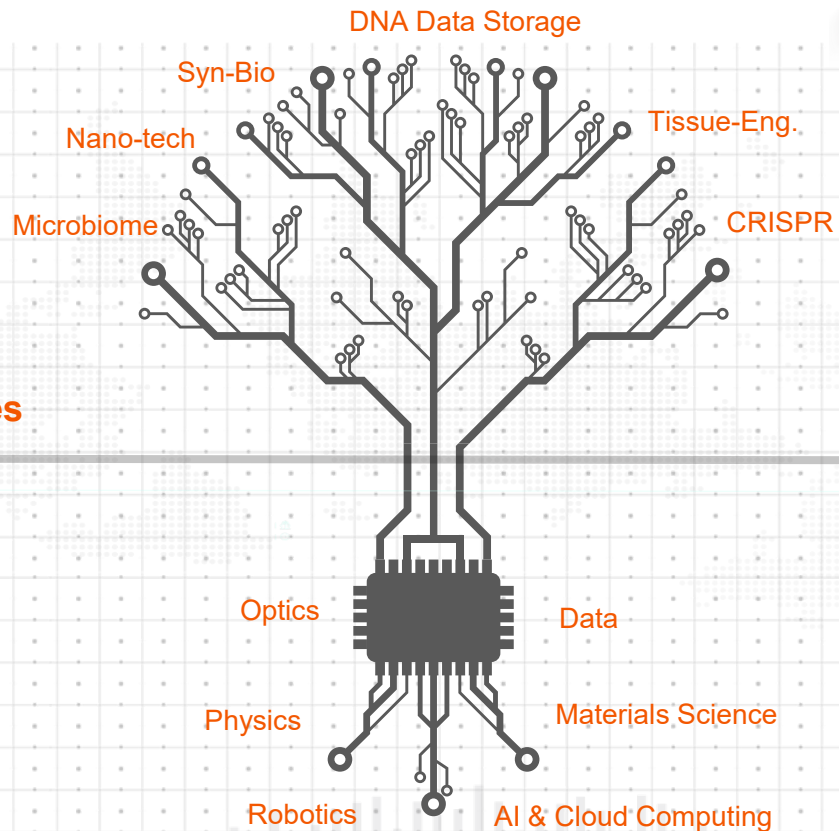 DNA Data Storage
Syn-Bio
Tissue-Eng.
Nano-tech
Microbiome
CRISPR
Optics
Data
Physics
Materials Science
Robotics
AI & Cloud Computing